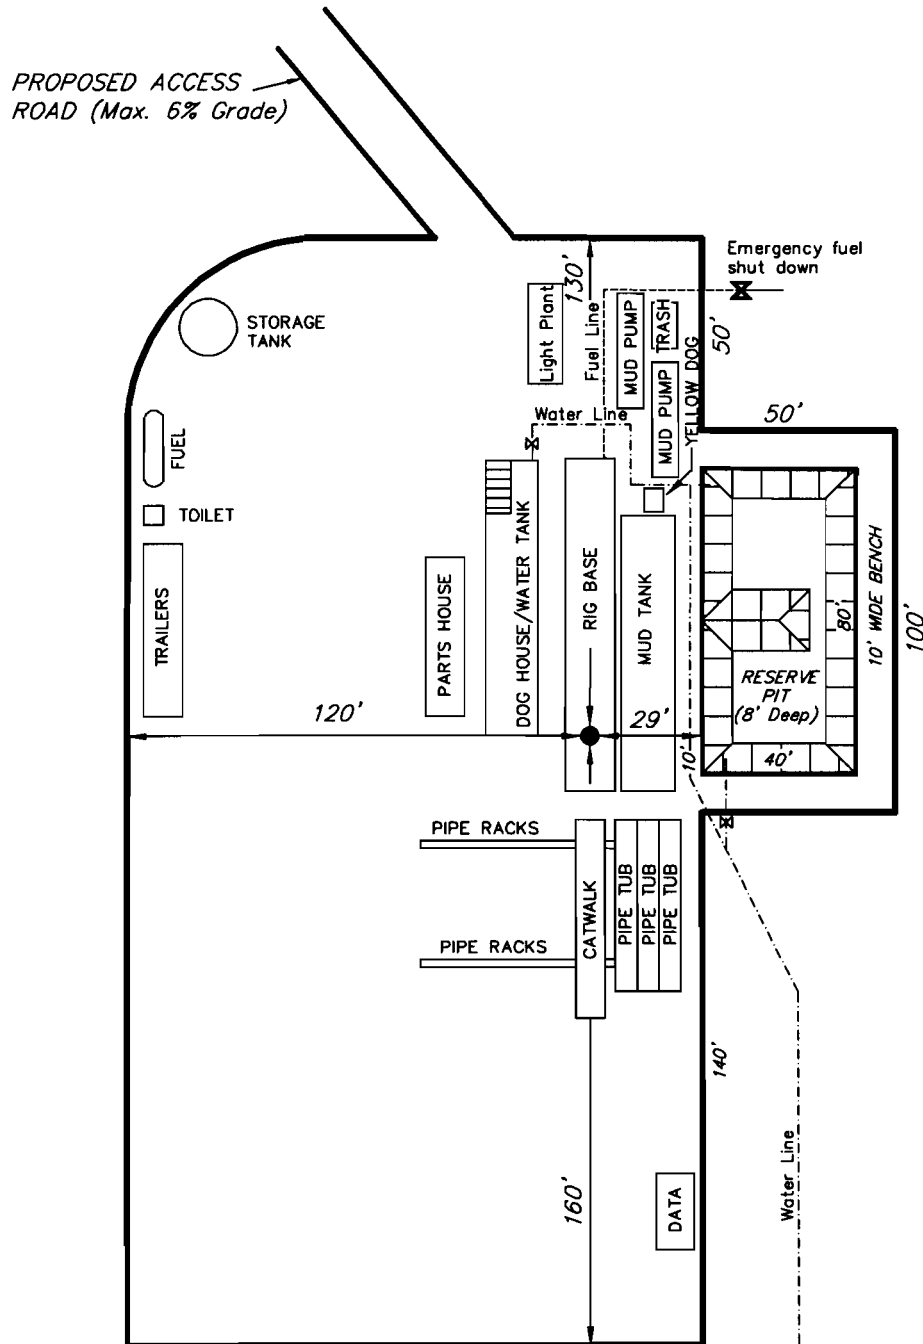 PROPOSED ACCESS
ROAD (Max. 6% Grade)
Emergency fuel
shut down
130'
50'
STORAGE
TANK
Light Plant
Fuel Line
MUD PUMP
TRASH
MUD PUMP
YELLOW DOG
Water Line
50'
FUEL
TOILET
TRAILERS
PARTS HOUSE
DOG HOUSE/WATER TANK
RIG BASE
MUD TANK
80'
10' WIDE BENCH
100'
RESERVE
PIT
(8' Deep)
120'
29'
10'
40'
PIPE RACKS
CATWALK
PIPE TUB
PIPE TUB
PIPE TUB
PIPE RACKS
140'
160'
DATA
Water Line